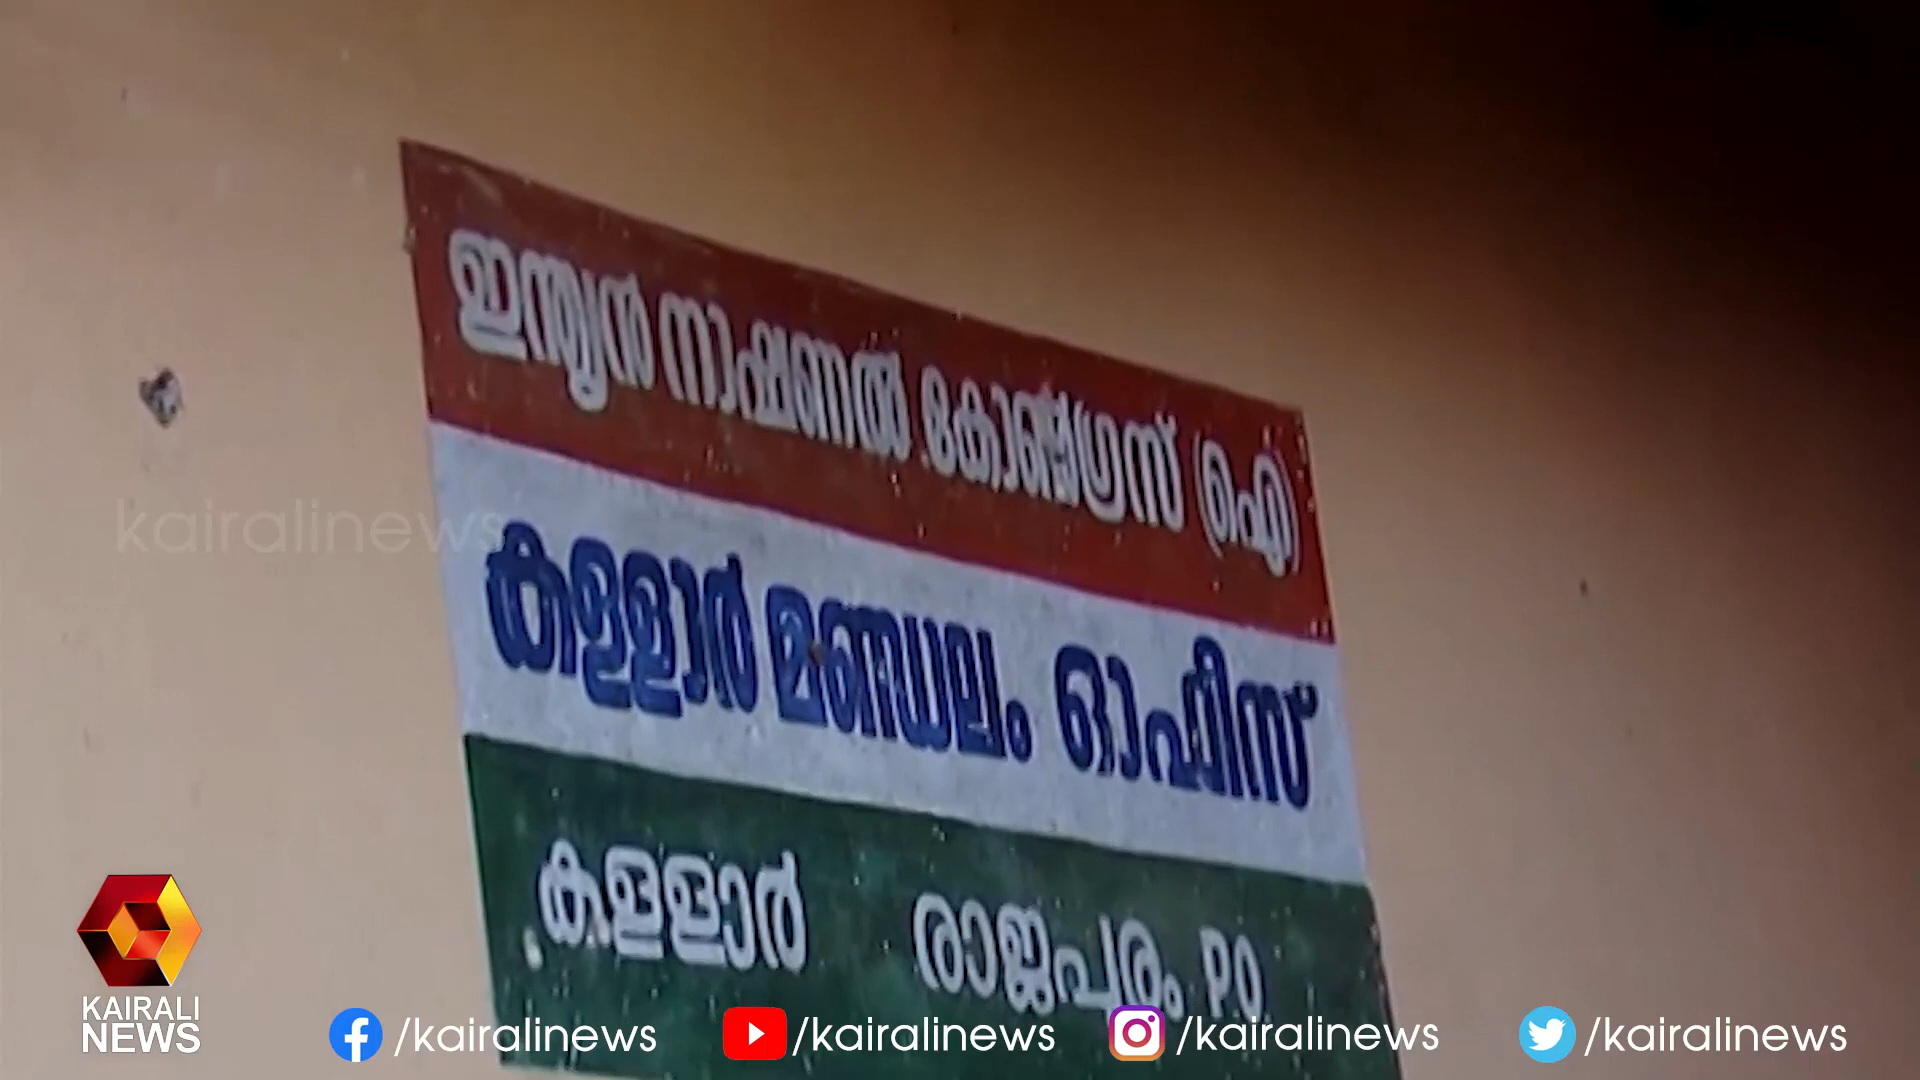 ഇന്ത്യൻ നാഷണൽ കോൺഗ്രസ് (ഐ)
കള്ളാർ മണ്ഡലം ഓഫീസ്
കള്ളാർ രാജപുരം PO
kairalinews
KAIRALI
NEWS
/kairalinews /kairalinews /kairalinews /kairalinews